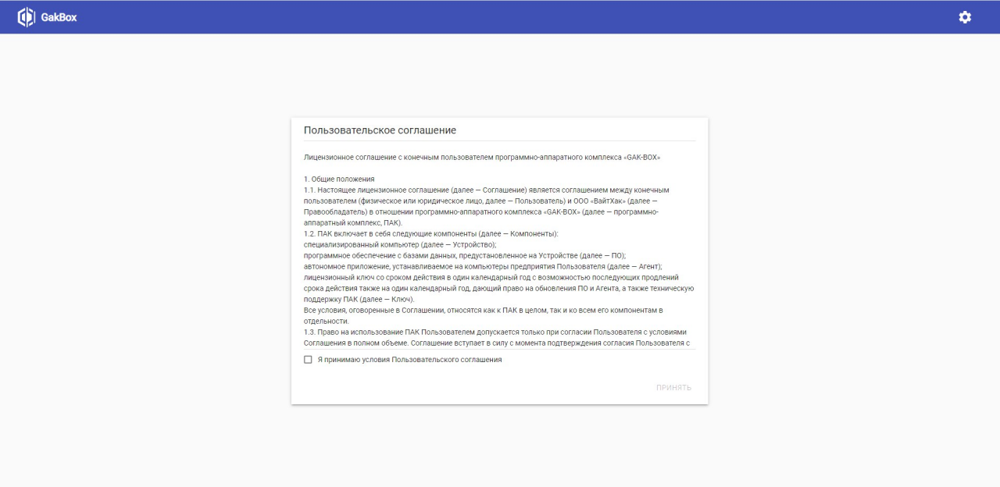 GakBox
Пользовательское соглашение
Лицензионное соглашение с конечным пользователем программно-аппаратного комплекса «GAK-BOX»
1. Общие положения
1.1. Настоящее лицензионное соглашение (далее — Соглашение) является соглашением между конечным
пользователем (физическое или юридическое лицо, далее — Пользователь) и ООО «ВайтХак» (далее —
Правообладатель) в отношении программно-аппаратного комплекса «GAK-BOX» (далее — программно-
аппаратный комплекс, ПАК).
1.2. ПАК включает в себя следующие компоненты (далее — Компоненты):
специализированный компьютер (далее — Устройство);
программное обеспечение с базами данных, предустановленное на Устройстве (далее — ПО);
автономное приложение, устанавливаемое на компьютеры предприятия Пользователя (далее — Агент);
лицензионный ключ со сроком действия в один календарный год с возможностью последующих продлений
срока действия также на один календарный год, дающий право на обновления ПО и Агента, а также техническую
поддержку ПАК (далее — Ключ).
Все условия, оговоренные в Соглашении, относятся как к ПАК в целом, так и ко всем его компонентам в
отдельности.
1.3. Право на использование ПАК Пользователем допускается только при согласии Пользователя с условиями
Соглашения в полном объеме. Соглашение вступает в силу с момента подтверждения согласия Пользователя с
Я принимаю условия Пользовательского соглашения
ПРИНЯТЬ